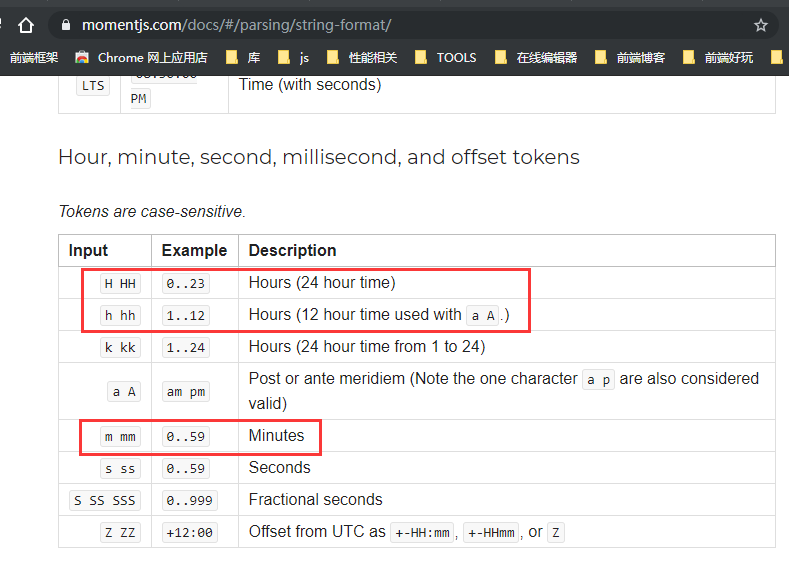 momentjs.com/docs/#/parsing/string-format/
前端框架 Chrome 网上应用店 库 js 性能相关 TOOLS 在线编辑器 前端博客 前端好玩
LTS PM Time (with seconds)
Hour, minute, second, millisecond, and offset tokens
Tokens are case-sensitive.
Input Example Description
H HH 0..23 Hours (24 hour time)
h hh 1..12 Hours (12 hour time used with a A .)
k kk 1..24 Hours (24 hour time from 1 to 24)
a A am pm Post or ante meridiem (Note the one character a p are also considered
valid)
m mm 0..59 Minutes
s ss 0..59 Seconds
S SS SSS 0..999 Fractional seconds
Z ZZ +12:00 Offset from UTC as +-HH:mm, +-HHmm, or Z